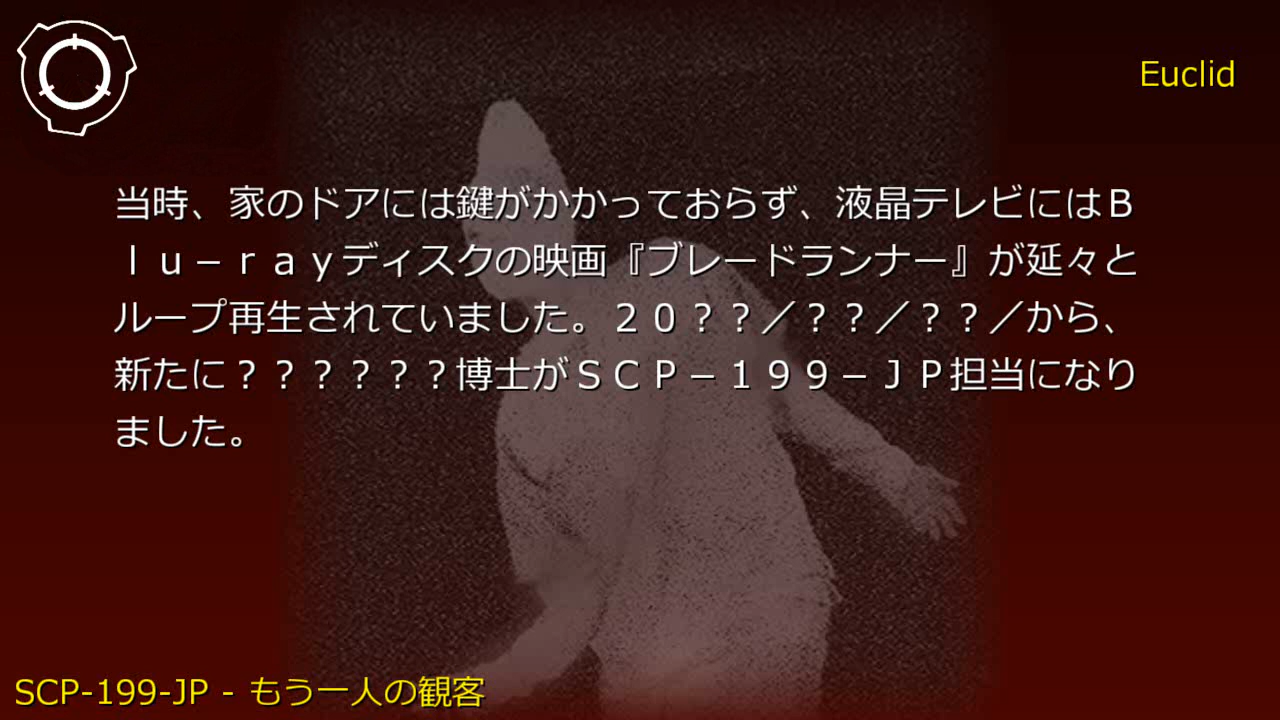 Euclid
当時、家のドアには鍵がかかっておらず、液晶テレビにはＢ
ｌｕ－ｒａｙディスクの映画『ブレードランナー』が延々と
ループ再生されていました。２０？？／？？／？？／から、
新たに？？？？？？博士がＳＣＰ－１９９－ＪＰ担当になり
ました。
SCP-199-JP - もう一人の観客